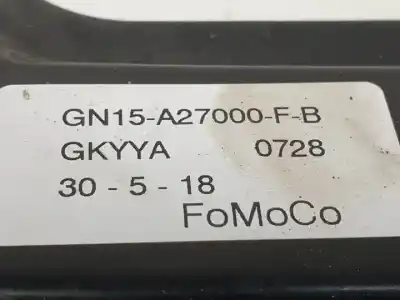 GN15-A27000-F-B
GKYYA 0728
30 - 5 - 18
FoMoCo